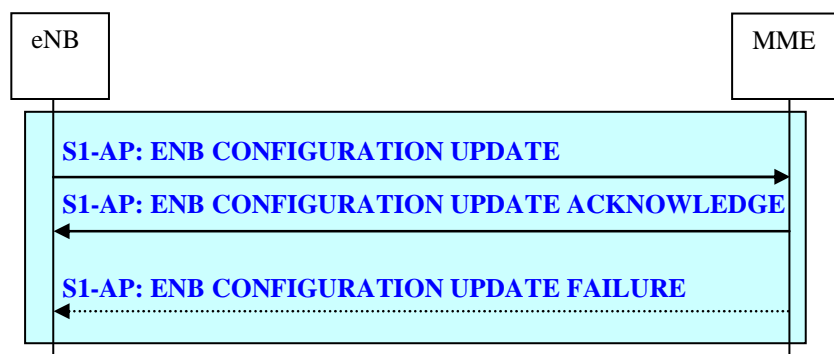 eNB
MME
S1-AP: ENB CONFIGURATION UPDATE
S1-AP: ENB CONFIGURATION UPDATE ACKNOWLEDGE
S1-AP: ENB CONFIGURATION UPDATE FAILURE